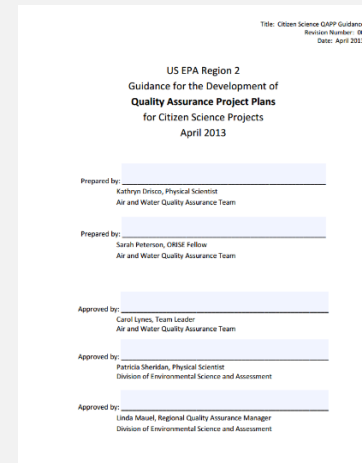 Title: Citizen Science QAPP Guidance
Revision Number:
Date: April 2013
US EPA Region 2
Guidance for the Development of
Quality Assurance Project Plans
for Citizen Science Projects
April 2013
Prepared by:
Kathryn Drisco, Physical Scientist
Air and Water Quality Assurance Team
Prepared by:
Sarah Peterson, ORISE Fellow
Air and Water Quality Assurance Team
Approved by:
Carol Lynes, Team Leader
Air and Water Quality Assurance Team
Approved by:
Patricia Sheridan, Physical Scientist
Division of Environmental Science and Assessment
Approved by:
Linda Mauel, Regional Quality Assurance Manager
Division of Environmental Science and Assessment